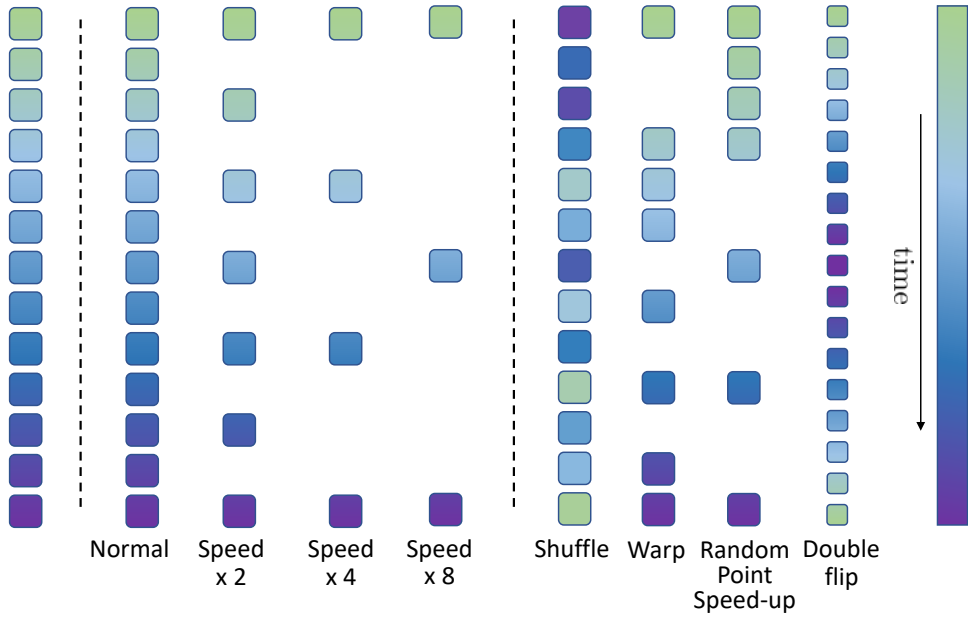 time
Normal
Speed
x 2
Speed
x 4
Speed
x 8
Shuffle
Warp
Random
Point
Speed-up
Double
flip